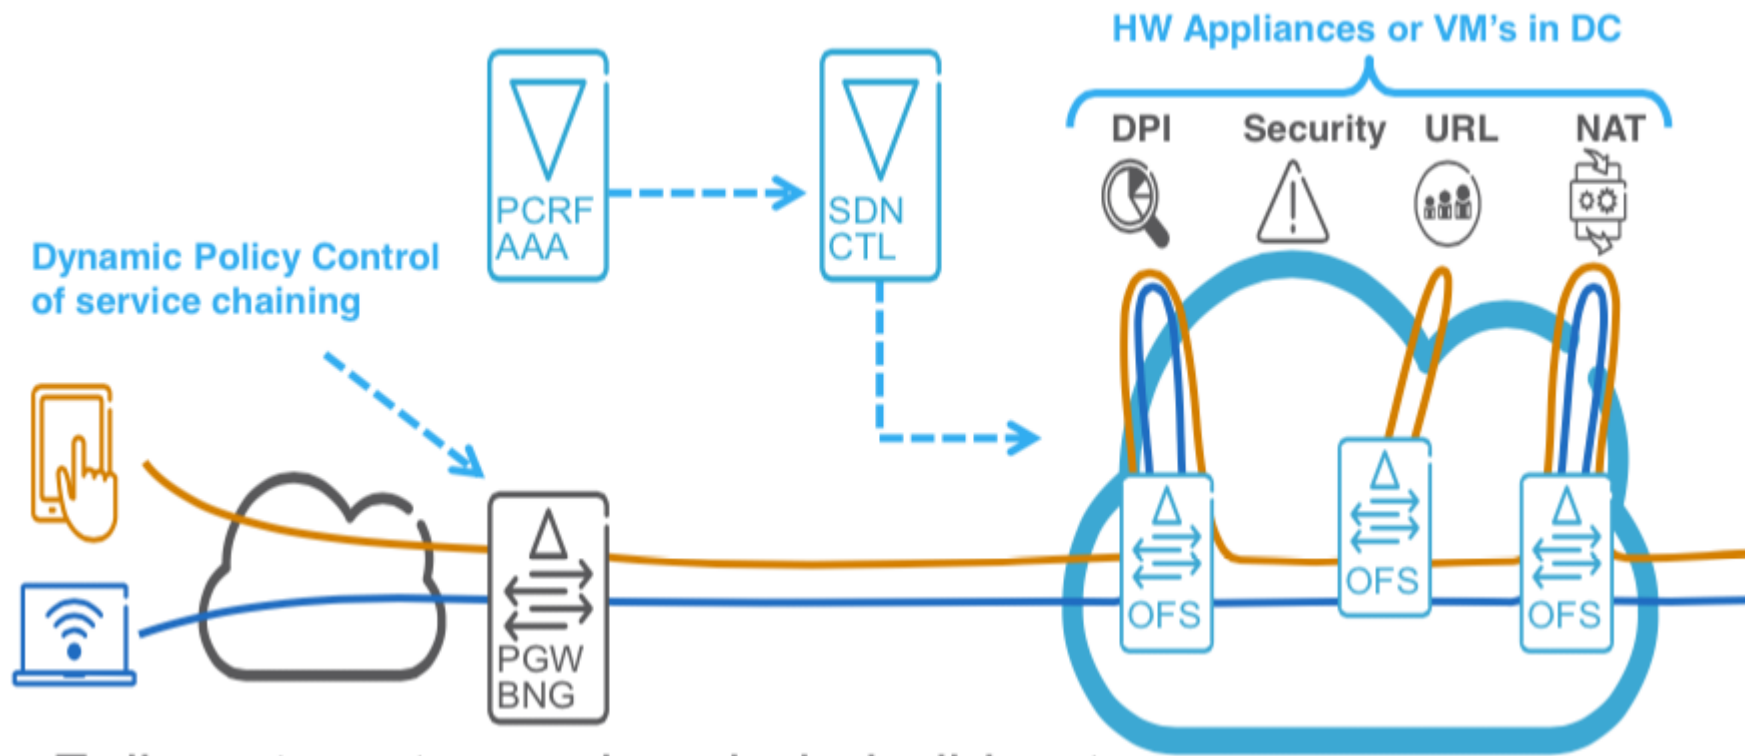 HW Appliances or VM's in DC
DPI
Security
URL
NAT
PCRF
AAA
SDN
CTL
Dynamic Policy Control
of service chaining
PGW
BNG
OFS
OFS
OFS